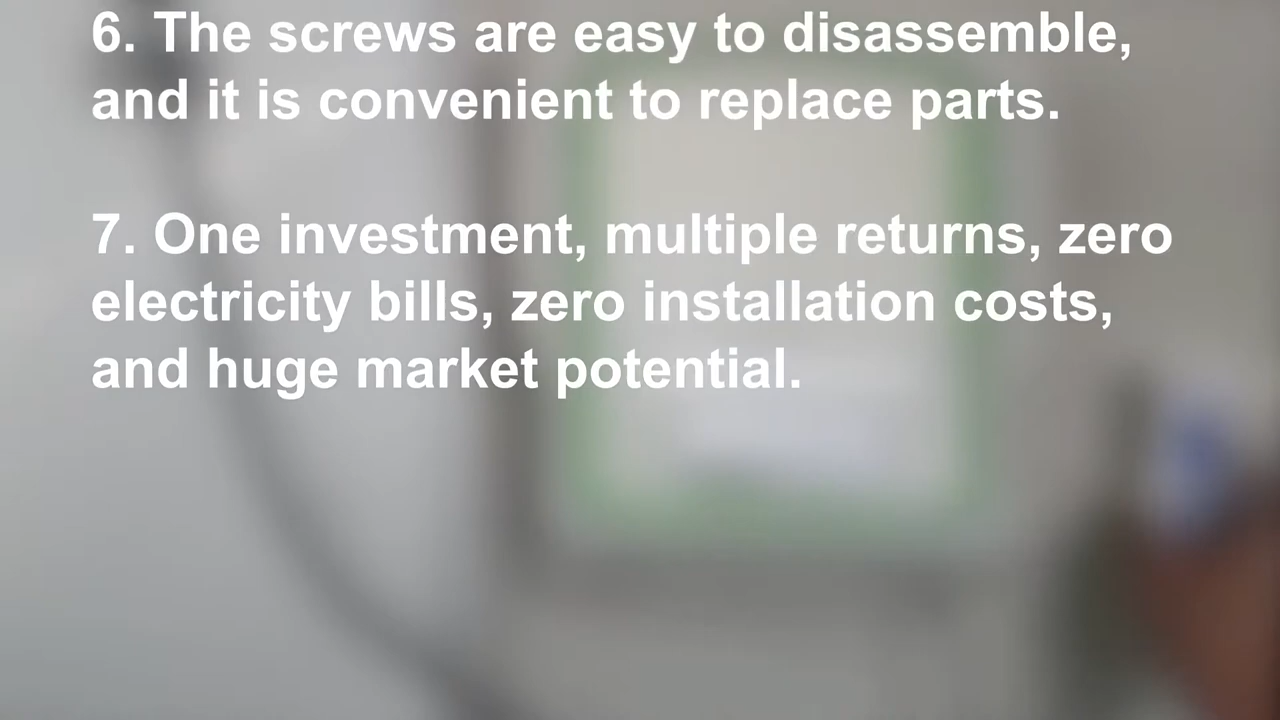 6. The screws are easy to disassemble,
and it is convenient to replace parts.
7. One investment, multiple returns, zero
electricity bills, zero installation costs,
and huge market potential.